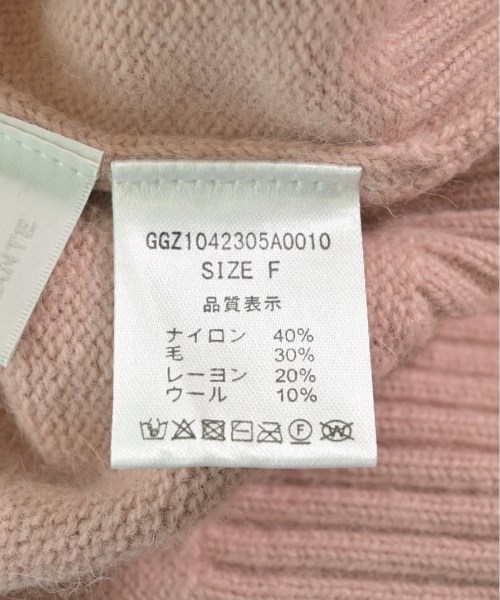 GGZ1042305A0010
SIZE F
品質表示
ナイロン 40%
毛 30%
レーヨン 20%
ウール 10%